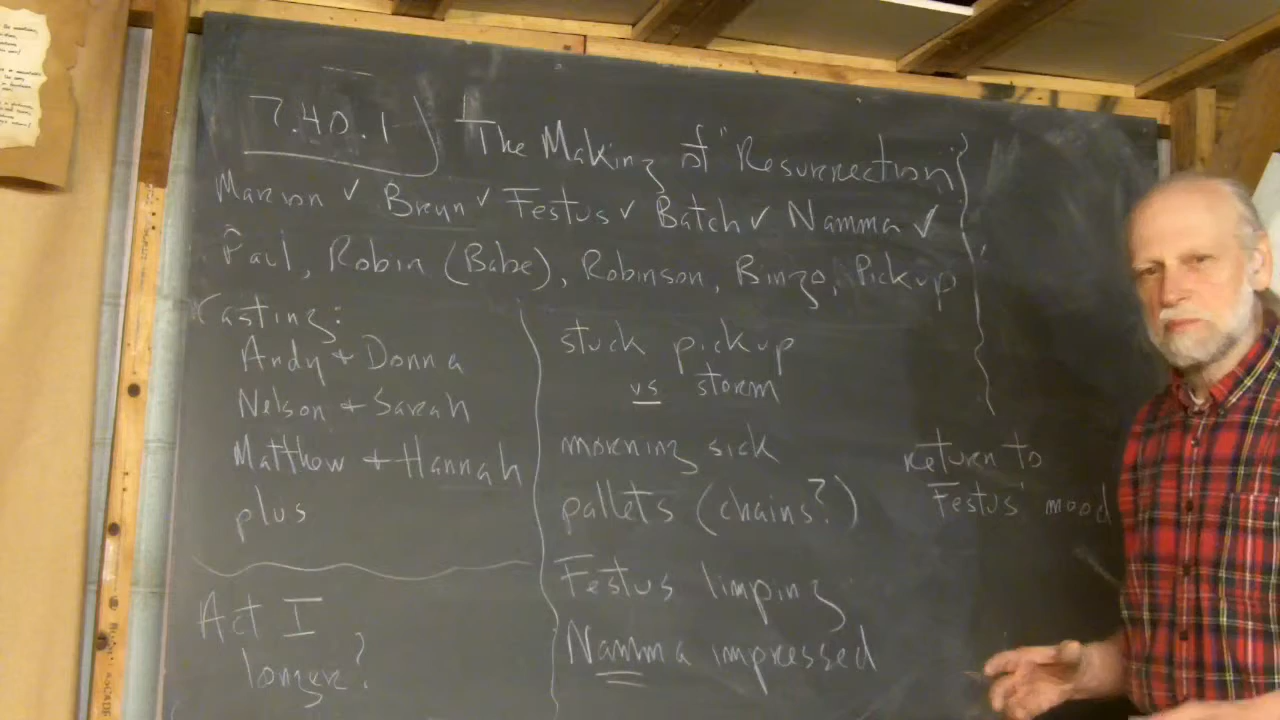 7.40.1) The Making of "Resurrection"
Marvon ✓ Breyn ✓ Festus ✓ Batch ✓ Namma ✓
Paul, Robin (Babe), Robinson, Binzo, Pickup
Casting:
Andy + Donna
Nelson + Sarah
Matthew + Hannah
plus
Act I
longer?
stuck pickup
vs storm
morning sick
pallets (chains?)
Festus limping
Namma impressed
return to
Festus' mood